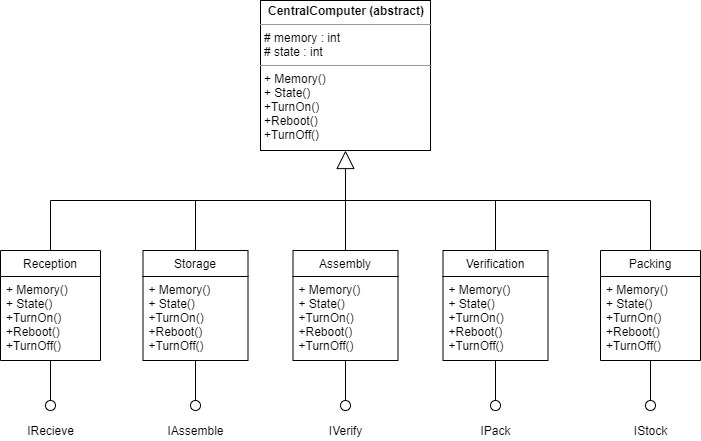 CentralComputer (abstract)
# memory : int
# state : int
+ Memory()
+ State()
+TurnOn()
+Reboot()
+TurnOff()
Reception
+ Memory()
+ State()
+TurnOn()
+Reboot()
+TurnOff()
IRecieve
Storage
+ Memory()
+ State()
+TurnOn()
+Reboot()
+TurnOff()
IAssemble
Assembly
+ Memory()
+ State()
+TurnOn()
+Reboot()
+TurnOff()
IVerify
Verification
+ Memory()
+ State()
+TurnOn()
+Reboot()
+TurnOff()
IPack
Packing
+ Memory()
+ State()
+TurnOn()
+Reboot()
+TurnOff()
IStock